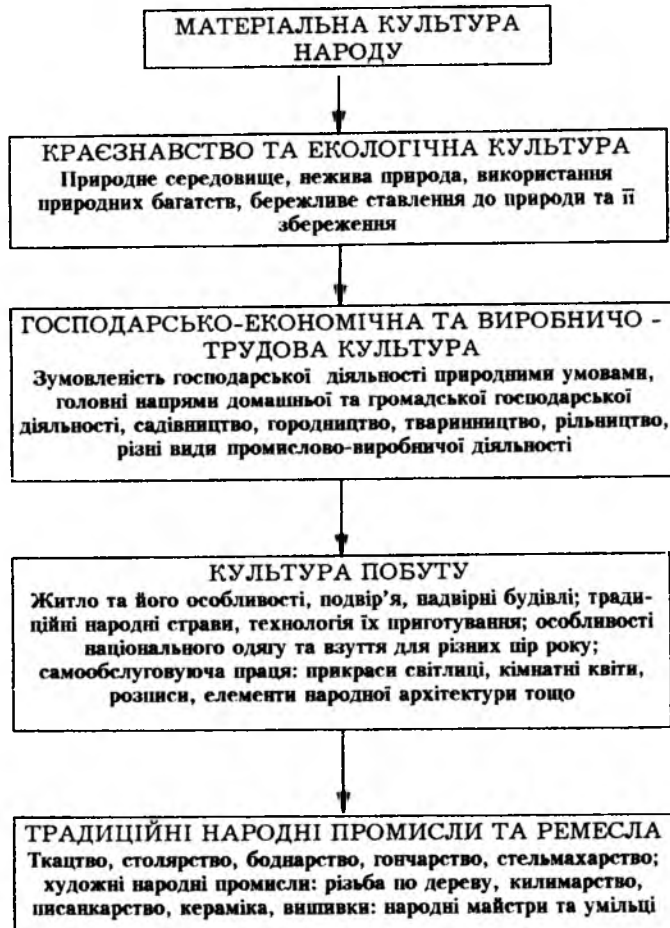 МАТЕРІАЛЬНА КУЛЬТУРА
НАРОДУ
КРАЄЗНАВСТВО ТА ЕКОЛОГІЧНА КУЛЬТУРА
Природне середовище, нежива природа, використання
природних багатств, бережливе ставлення до природи та її
збереження
ГОСПОДАРСЬКО-ЕКОНОМІЧНА ТА ВИРОБНИЧО -
ТРУДОВА КУЛЬТУРА
Зумовленість господарської діяльності природними умовами,
головні напрями домашньої та громадської господарської
діяльності, садівництво, городництво, тваринництво, рільництво,
різні види промислово-виробничої діяльності
КУЛЬТУРА ПОБУТУ
Житло та його особливості, подвір'я, надвірні будівлі; тради-
ційні народні страви, технологія їх приготування; особливості
національного одягу та взуття для різних пір року;
самообслуговуюча праця: прикраси світлиці, кімнатні квіти,
розписи, елементи народної архітектури тощо
ТРАДИЦІЙНІ НАРОДНІ ПРОМИСЛИ ТА РЕМЕСЛА
Ткацтво, столярство, боднарство, гончарство, стельмахарство;
художні народні промисли: різьба по дереву, килимарство,
писанкарство, кераміка, вишивки: народні майстри та умільці